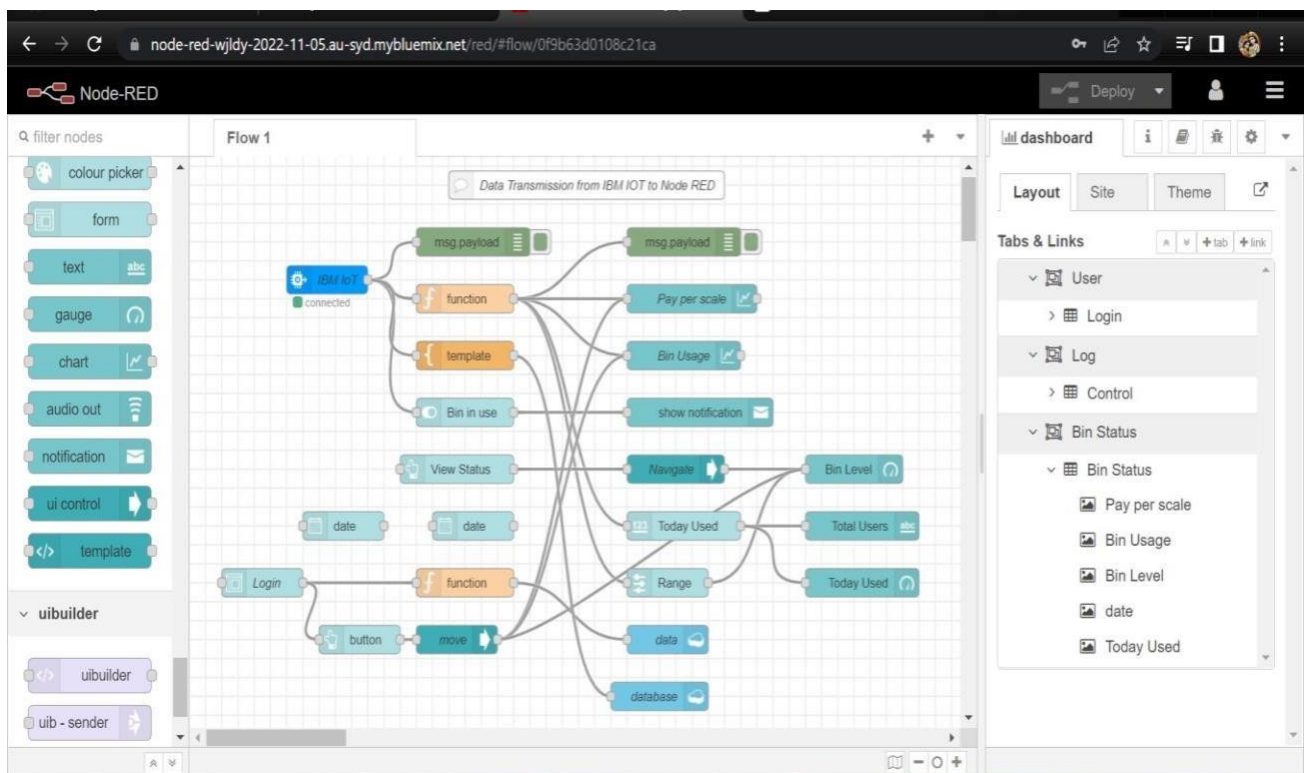 node-red-wjldy-2022-11-05.au-syd.mybluemix.net/red/#flow/0f9b63d0108c21ca
Node-RED
Deploy
filter nodes
colour picker
form
text
abc
gauge
chart
audio out
notification
ui control
template
uibuilder
uibuilder
uib - sender
Flow 1
Data Transmission from IBM IOT to Node RED
msg.payload
msg.payload
IBM IoT
connected
function
Pay per scale
template
Bin Usage
Bin in use
show notification
View Status
Navigate
Bin Level
date
date
123
Today Used
Total Users
abc
Login
function
Range
Today Used
button
move
data
database
dashboard
i
Layout
Site
Theme
Tabs & Links
+tab
+link
User
Login
Log
Control
Bin Status
Bin Status
Pay per scale
Bin Usage
Bin Level
date
Today Used